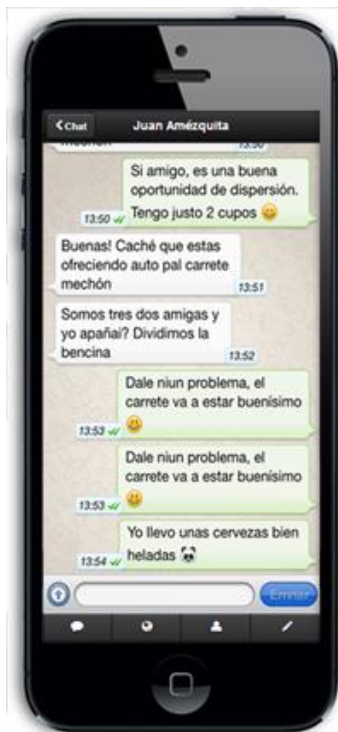 Chat
Juan Amézquita
mechón
13:50
Si amigo, es una buena
oportunidad de dispersión.
Tengo justo 2 cupos 😀
13:50
Buenas! Caché que estas
ofreciendo auto pal carrete
mechón
13:51
Somos tres dos amigas y
yo apañai? Dividimos la
bencina
13:52
Dale niun problema, el
carrete va a estar buenísimo
😀
13:53
Dale niun problema, el
carrete va a estar buenísimo
😀
13:53
Yo llevo unas cervezas bien
heladas 🐼
13:54
Enviar